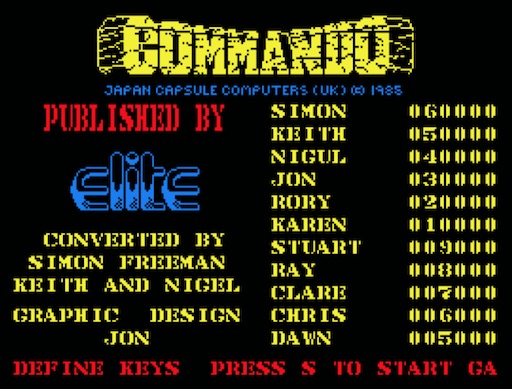 COMMANDO
JAPAN CAPSULE COMPUTERS (UK) © 1985
PUBLISHED BY
elite
CONVERTED BY
SIMON FREEMAN
KEITH AND NIGEL
GRAPHIC DESIGN
JON
SIMON 060000
KEITH 050000
NIGUL 040000
JON 030000
RORY 020000
KAREN 010000
STUART 009000
RAY 008000
CLARE 007000
CHRIS 006000
DAWN 005000
DEFINE KEYS PRESS S TO START GA